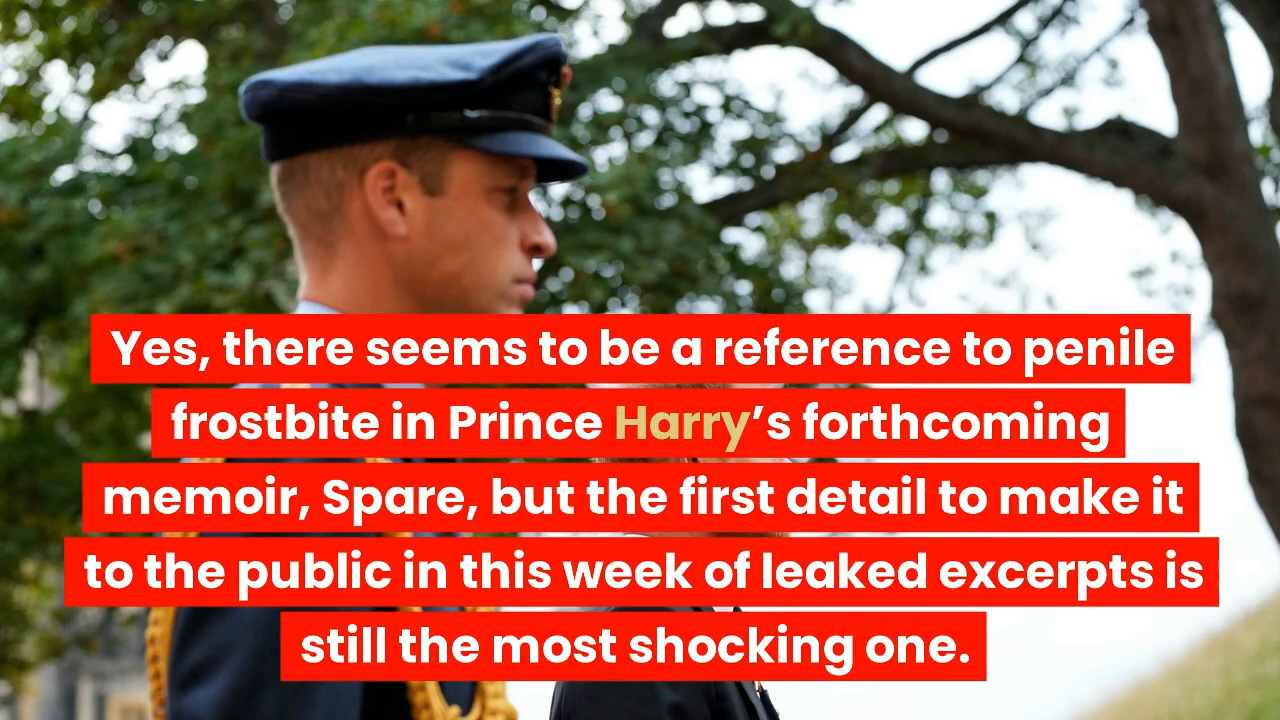 Yes, there seems to be a reference to penile
frostbite in Prince Harry’s forthcoming
memoir, Spare, but the first detail to make it
to the public in this week of leaked excerpts is
still the most shocking one.